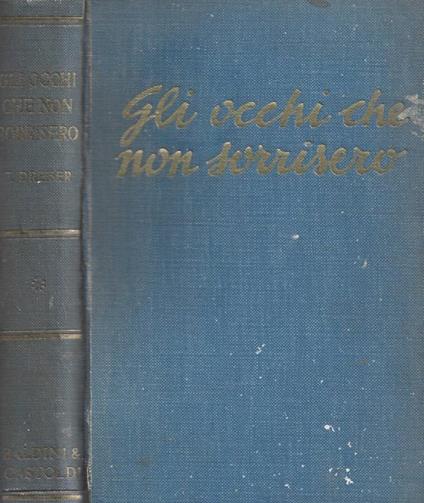 GLI OCCHI
CHE NON
SORRISERO
T. DREISER
BALDINI &
CASTOLDI
Gli occhi che
non sorrisero